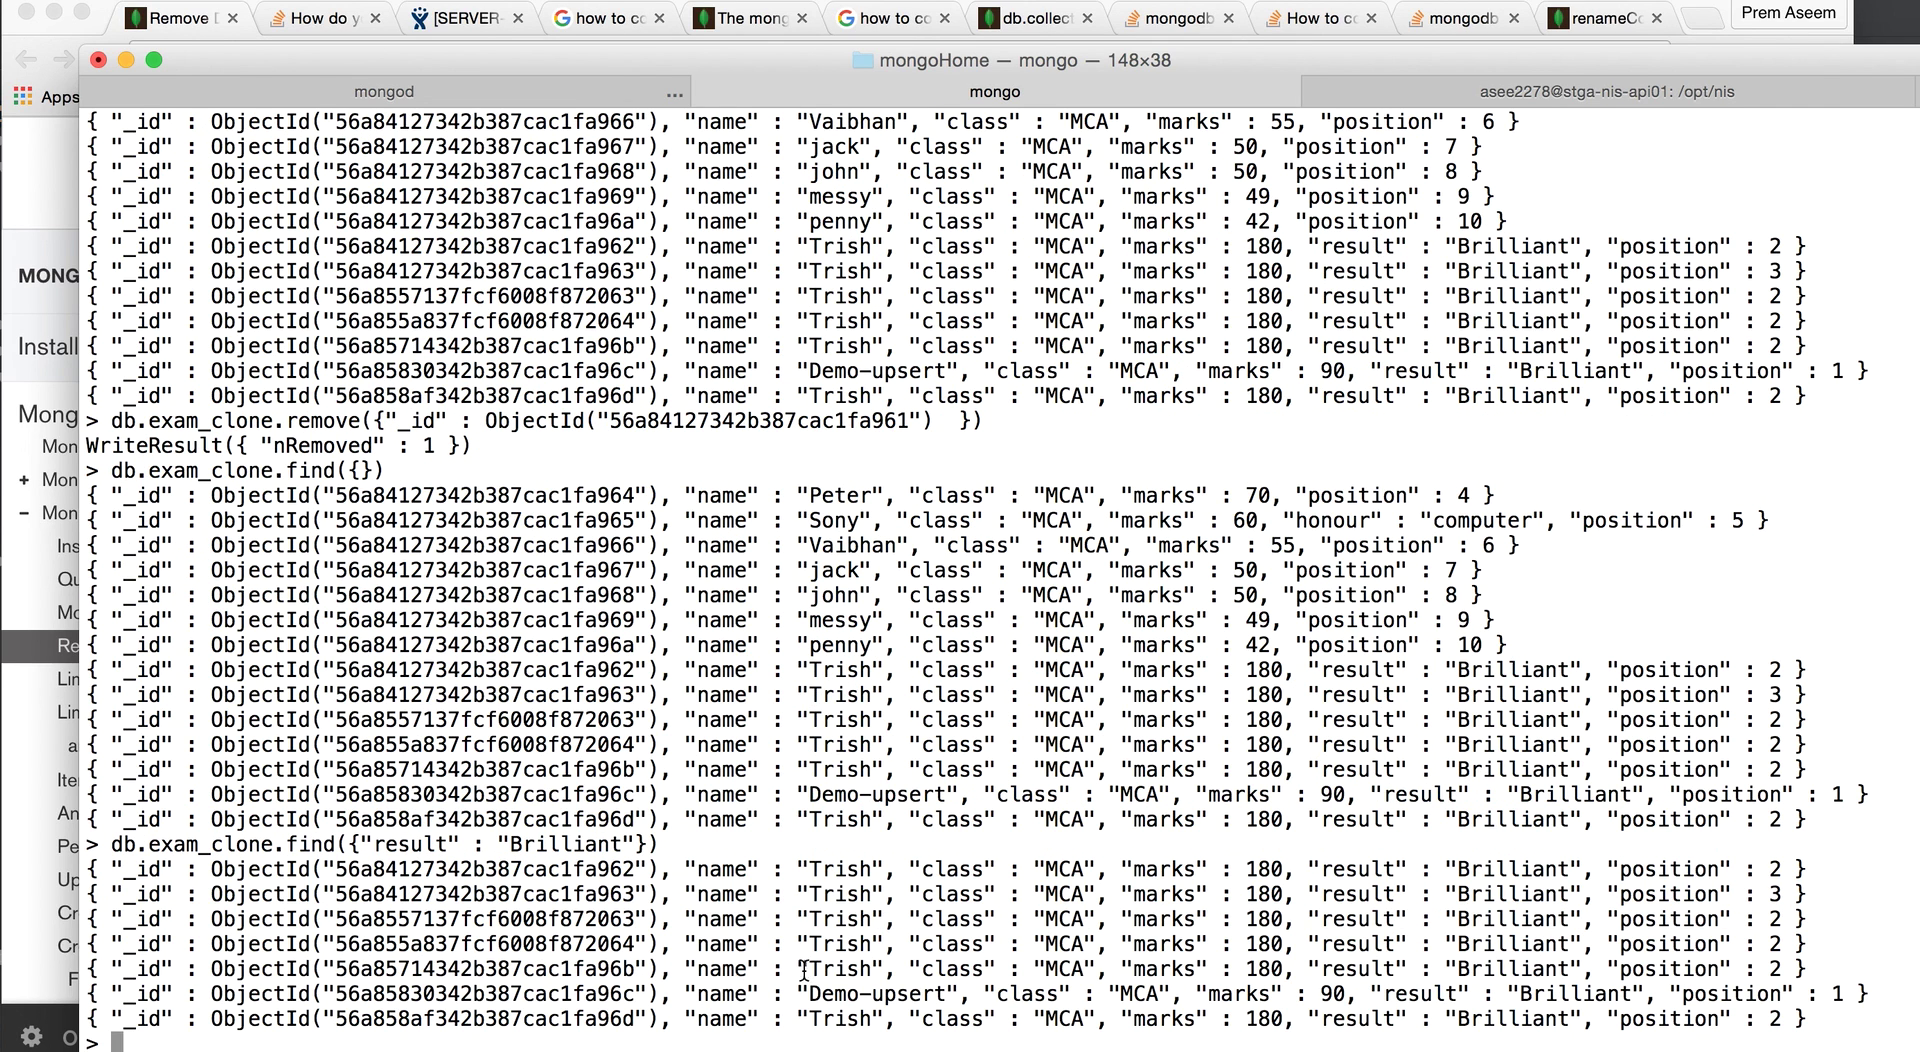 Remove
How do y
[SERVER-
how to co
The mong
how to co
db.collec
mongodb
How to co
mongodb
renameCo
Prem Aseem
mongoHome — mongo — 148×38
Apps
mongod
...
mongo
asee2278@stga-nis-api01: /opt/nis
{ "_id" : ObjectId("56a84127342b387cac1fa966"), "name" : "Vaibhan", "class" : "MCA", "marks" : 55, "position" : 6 }
{ "_id" : ObjectId("56a84127342b387cac1fa967"), "name" : "jack", "class" : "MCA", "marks" : 50, "position" : 7 }
{ "_id" : ObjectId("56a84127342b387cac1fa968"), "name" : "john", "class" : "MCA", "marks" : 50, "position" : 8 }
{ "_id" : ObjectId("56a84127342b387cac1fa969"), "name" : "messy", "class" : "MCA", "marks" : 49, "position" : 9 }
{ "_id" : ObjectId("56a84127342b387cac1fa96a"), "name" : "penny", "class" : "MCA", "marks" : 42, "position" : 10 }
{ "_id" : ObjectId("56a84127342b387cac1fa962"), "name" : "Trish", "class" : "MCA", "marks" : 180, "result" : "Brilliant", "position" : 2 }
{ "_id" : ObjectId("56a84127342b387cac1fa963"), "name" : "Trish", "class" : "MCA", "marks" : 180, "result" : "Brilliant", "position" : 3 }
{ "_id" : ObjectId("56a8557137fcf6008f872063"), "name" : "Trish", "class" : "MCA", "marks" : 180, "result" : "Brilliant", "position" : 2 }
{ "_id" : ObjectId("56a855a837fcf6008f872064"), "name" : "Trish", "class" : "MCA", "marks" : 180, "result" : "Brilliant", "position" : 2 }
{ "_id" : ObjectId("56a85714342b387cac1fa96b"), "name" : "Trish", "class" : "MCA", "marks" : 180, "result" : "Brilliant", "position" : 2 }
{ "_id" : ObjectId("56a85830342b387cac1fa96c"), "name" : "Demo-upsert", "class" : "MCA", "marks" : 90, "result" : "Brilliant", "position" : 1 }
{ "_id" : ObjectId("56a858af342b387cac1fa96d"), "name" : "Trish", "class" : "MCA", "marks" : 180, "result" : "Brilliant", "position" : 2 }
> db.exam_clone.remove({"_id" : ObjectId("56a84127342b387cac1fa961")  })
WriteResult({ "nRemoved" : 1 })
> db.exam_clone.find({})
{ "_id" : ObjectId("56a84127342b387cac1fa964"), "name" : "Peter", "class" : "MCA", "marks" : 70, "position" : 4 }
{ "_id" : ObjectId("56a84127342b387cac1fa965"), "name" : "Sony", "class" : "MCA", "marks" : 60, "honour" : "computer", "position" : 5 }
{ "_id" : ObjectId("56a84127342b387cac1fa966"), "name" : "Vaibhan", "class" : "MCA", "marks" : 55, "position" : 6 }
{ "_id" : ObjectId("56a84127342b387cac1fa967"), "name" : "jack", "class" : "MCA", "marks" : 50, "position" : 7 }
{ "_id" : ObjectId("56a84127342b387cac1fa968"), "name" : "john", "class" : "MCA", "marks" : 50, "position" : 8 }
{ "_id" : ObjectId("56a84127342b387cac1fa969"), "name" : "messy", "class" : "MCA", "marks" : 49, "position" : 9 }
{ "_id" : ObjectId("56a84127342b387cac1fa96a"), "name" : "penny", "class" : "MCA", "marks" : 42, "position" : 10 }
{ "_id" : ObjectId("56a84127342b387cac1fa962"), "name" : "Trish", "class" : "MCA", "marks" : 180, "result" : "Brilliant", "position" : 2 }
{ "_id" : ObjectId("56a84127342b387cac1fa963"), "name" : "Trish", "class" : "MCA", "marks" : 180, "result" : "Brilliant", "position" : 3 }
{ "_id" : ObjectId("56a8557137fcf6008f872063"), "name" : "Trish", "class" : "MCA", "marks" : 180, "result" : "Brilliant", "position" : 2 }
{ "_id" : ObjectId("56a855a837fcf6008f872064"), "name" : "Trish", "class" : "MCA", "marks" : 180, "result" : "Brilliant", "position" : 2 }
{ "_id" : ObjectId("56a85714342b387cac1fa96b"), "name" : "Trish", "class" : "MCA", "marks" : 180, "result" : "Brilliant", "position" : 2 }
{ "_id" : ObjectId("56a85830342b387cac1fa96c"), "name" : "Demo-upsert", "class" : "MCA", "marks" : 90, "result" : "Brilliant", "position" : 1 }
{ "_id" : ObjectId("56a858af342b387cac1fa96d"), "name" : "Trish", "class" : "MCA", "marks" : 180, "result" : "Brilliant", "position" : 2 }
> db.exam_clone.find({"result" : "Brilliant"})
{ "_id" : ObjectId("56a84127342b387cac1fa962"), "name" : "Trish", "class" : "MCA", "marks" : 180, "result" : "Brilliant", "position" : 2 }
{ "_id" : ObjectId("56a84127342b387cac1fa963"), "name" : "Trish", "class" : "MCA", "marks" : 180, "result" : "Brilliant", "position" : 3 }
{ "_id" : ObjectId("56a8557137fcf6008f872063"), "name" : "Trish", "class" : "MCA", "marks" : 180, "result" : "Brilliant", "position" : 2 }
{ "_id" : ObjectId("56a855a837fcf6008f872064"), "name" : "Trish", "class" : "MCA", "marks" : 180, "result" : "Brilliant", "position" : 2 }
{ "_id" : ObjectId("56a85714342b387cac1fa96b"), "name" : "Trish", "class" : "MCA", "marks" : 180, "result" : "Brilliant", "position" : 2 }
{ "_id" : ObjectId("56a85830342b387cac1fa96c"), "name" : "Demo-upsert", "class" : "MCA", "marks" : 90, "result" : "Brilliant", "position" : 1 }
{ "_id" : ObjectId("56a858af342b387cac1fa96d"), "name" : "Trish", "class" : "MCA", "marks" : 180, "result" : "Brilliant", "position" : 2 }
>
MONG
Install
Mong
Mon
+ Mon
− Mon
Ins
Qu
Mo
Re
Lin
Lin
a
Iter
An
Pe
Up
Cr
Cr
F
O